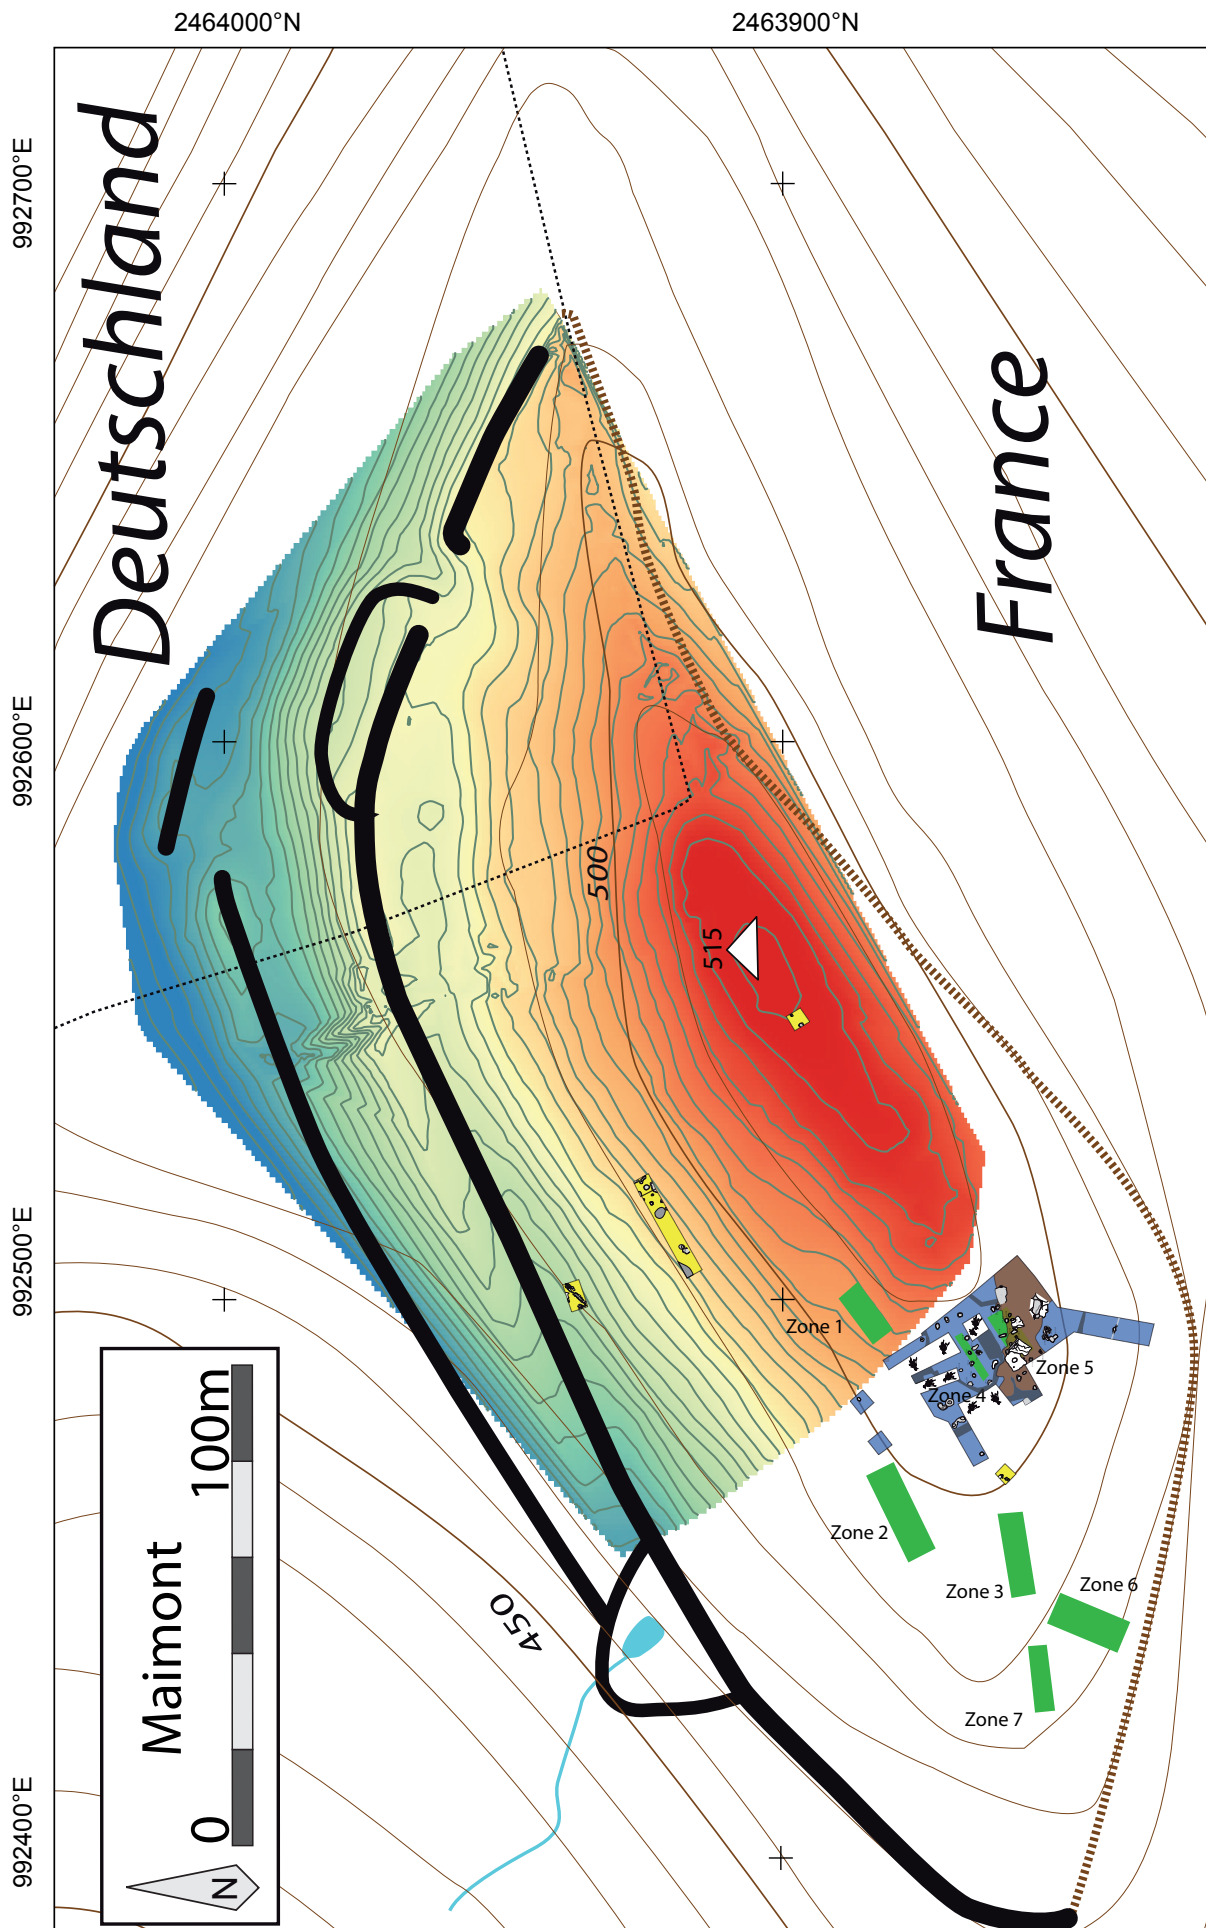 2464000°N
2463900°N
992700°E
992600°E
992500°E
992400°E
Deutschland
France
500
515
450
Zone 1
Zone 5
Zone 4
Zone 2
Zone 3
Zone 6
Zone 7
Maimont
0
100m
N